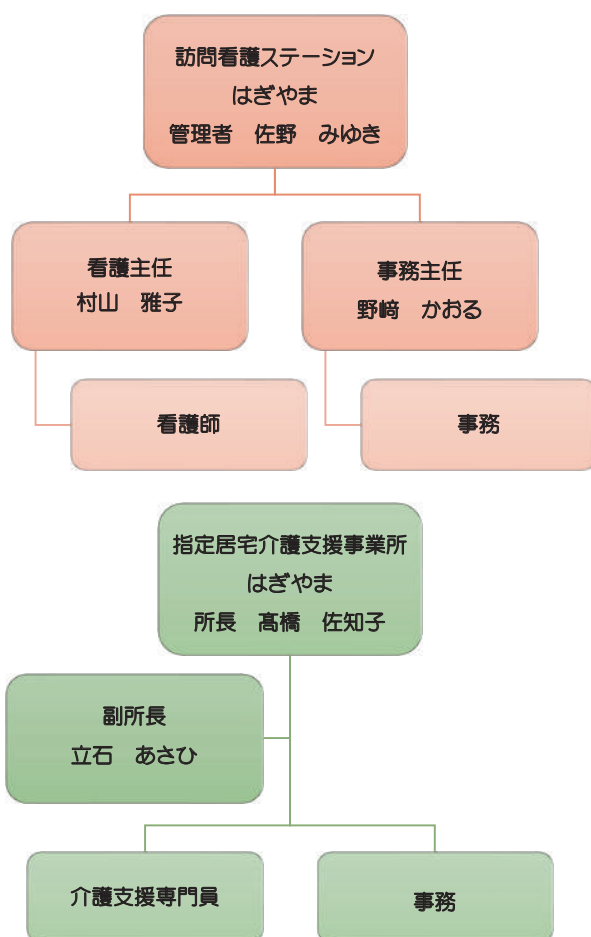 訪問看護ステーション
はぎやま
管理者　佐野　みゆき
看護主任
村山　雅子
事務主任
野﨑　かおる
看護師
事務
指定居宅介護支援事業所
はぎやま
所長　髙橋　佐知子
副所長
立石　あさひ
介護支援専門員
事務